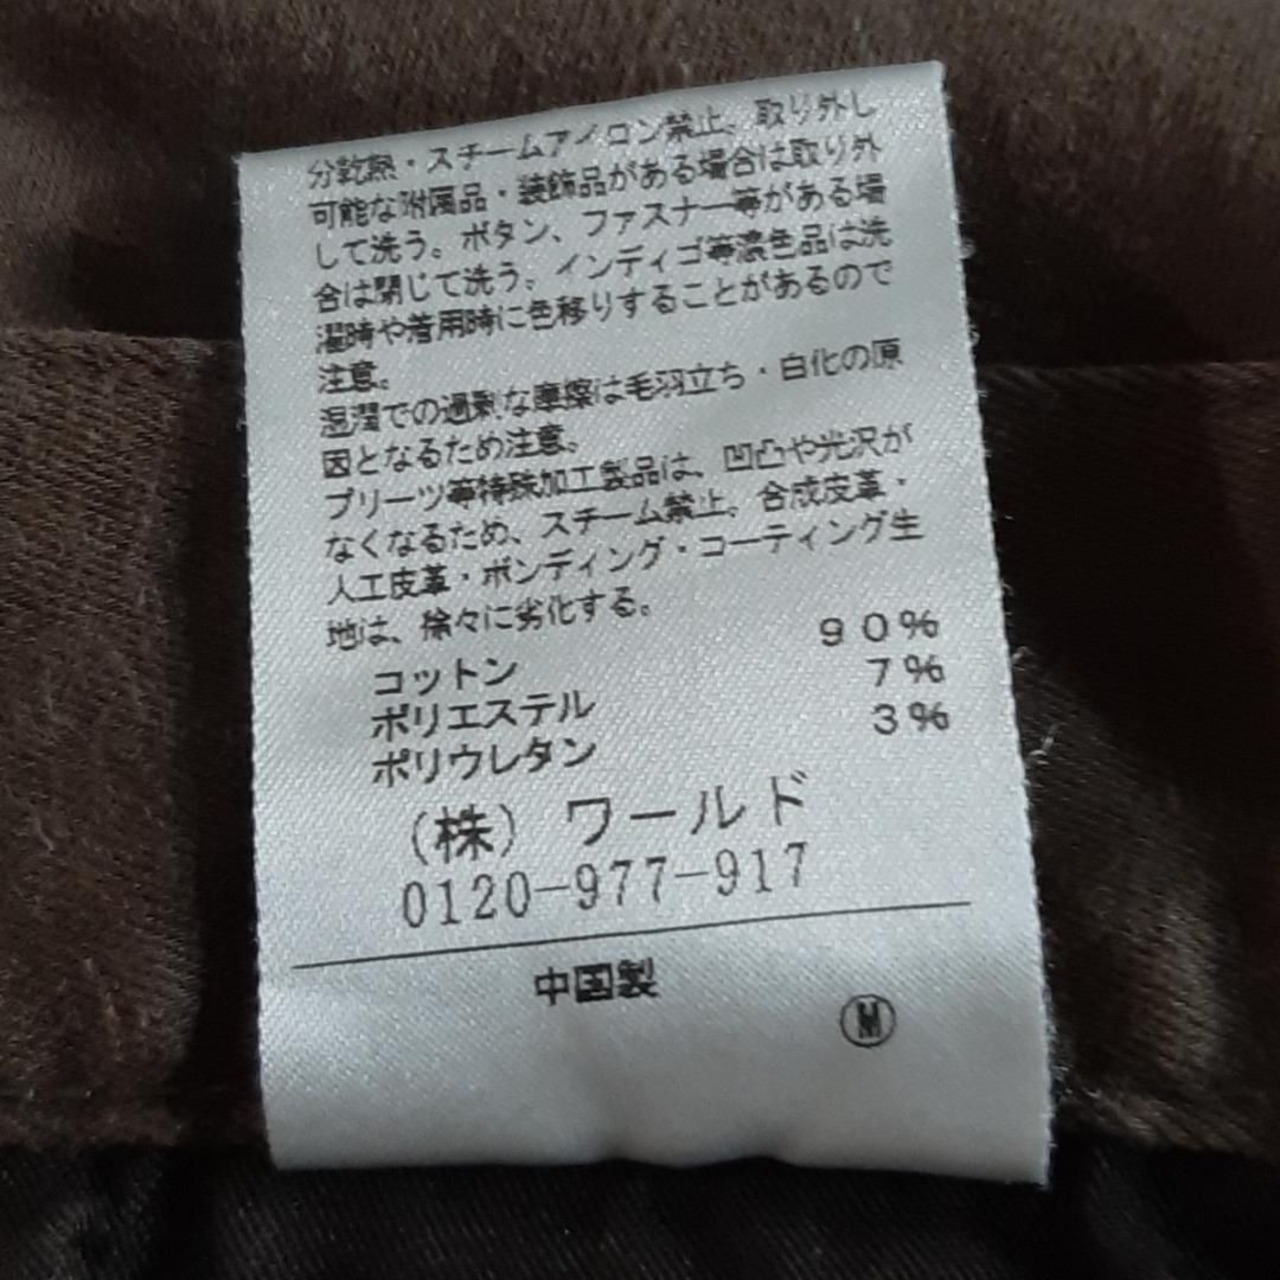 分乾熱・スチームアイロン禁止。取り外し
可能な附属品・装飾品がある場合は取り外
して洗う。ボタン、ファスナー等がある場
合は閉じて洗う。インディゴ等濃色品は洗
濯時や着用時に色移りすることがあるので
注意。
湿潤での過剰な摩擦は毛羽立ち・白化の原
因となるため注意。
プリーツ等特殊加工製品は、凹凸や光沢が
なくなるため、スチーム禁止。合成皮革・
人工皮革・ボンディング・コーティング生
地は、徐々に劣化する。
コットン 90%
ポリエステル 7%
ポリウレタン 3%
(株) ワールド
0120-977-917
中国製
Ⓜ